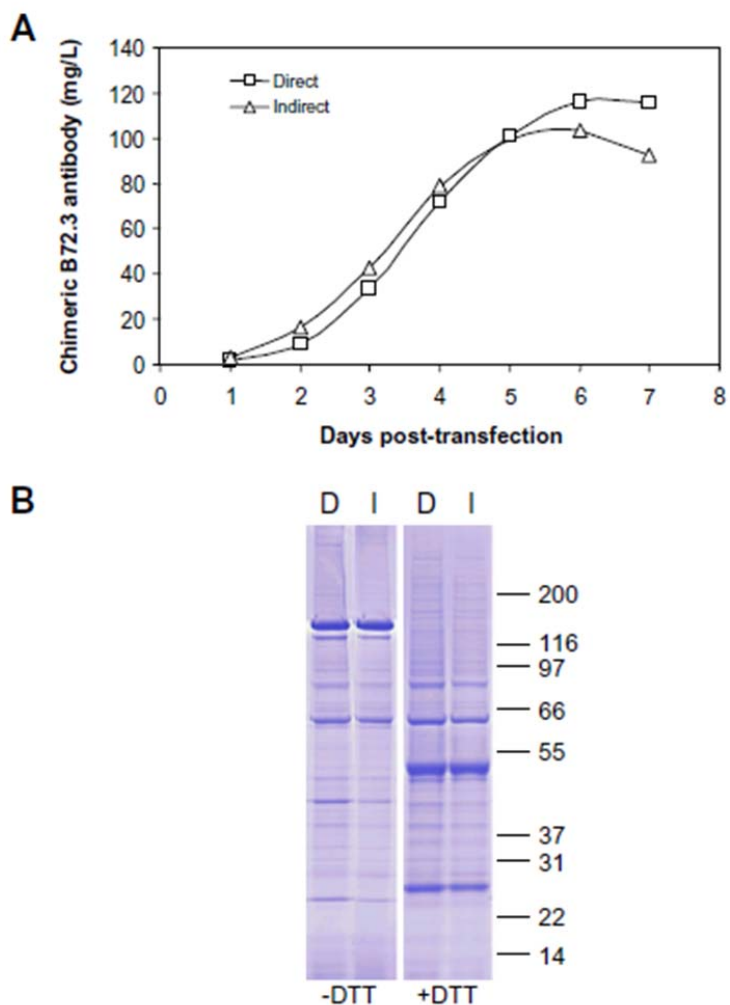 A
Chimeric B72.3 antibody (mg/L)
140
120
100
80
60
40
20
0
Direct
Indirect
0 1 2 3 4 5 6 7 8
Days post-transfection
B
D I D I
200
116
97
66
55
37
31
22
14
-DTT +DTT